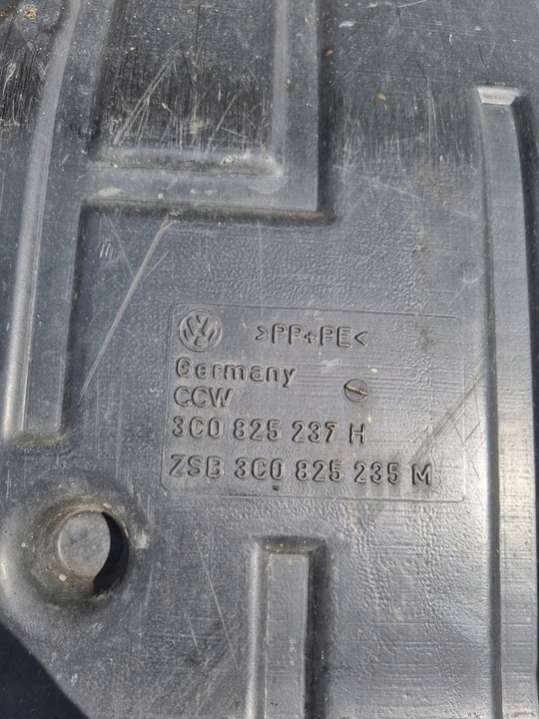 >PP+PE<
Germany
CCW
3C0 825 237 H
ZSB 3C0 825 235 M